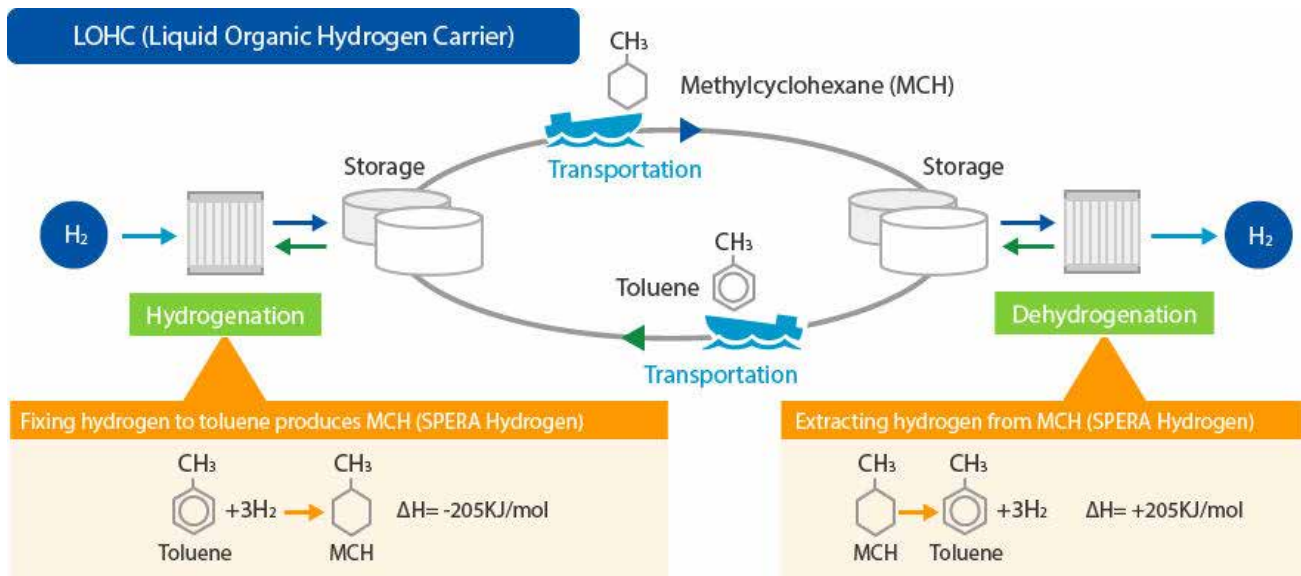 LOHC (Liquid Organic Hydrogen Carrier)
CH₃
Methylcyclohexane (MCH)
Transportation
Storage
Storage
H₂
H₂
CH₃
Toluene
Transportation
Hydrogenation
Dehydrogenation
Fixing hydrogen to toluene produces MCH (SPERA Hydrogen)
CH₃
CH₃
+3H₂
ΔH= -205KJ/mol
Toluene
MCH
Extracting hydrogen from MCH (SPERA Hydrogen)
CH₃
CH₃
+3H₂
ΔH= +205KJ/mol
MCH
Toluene